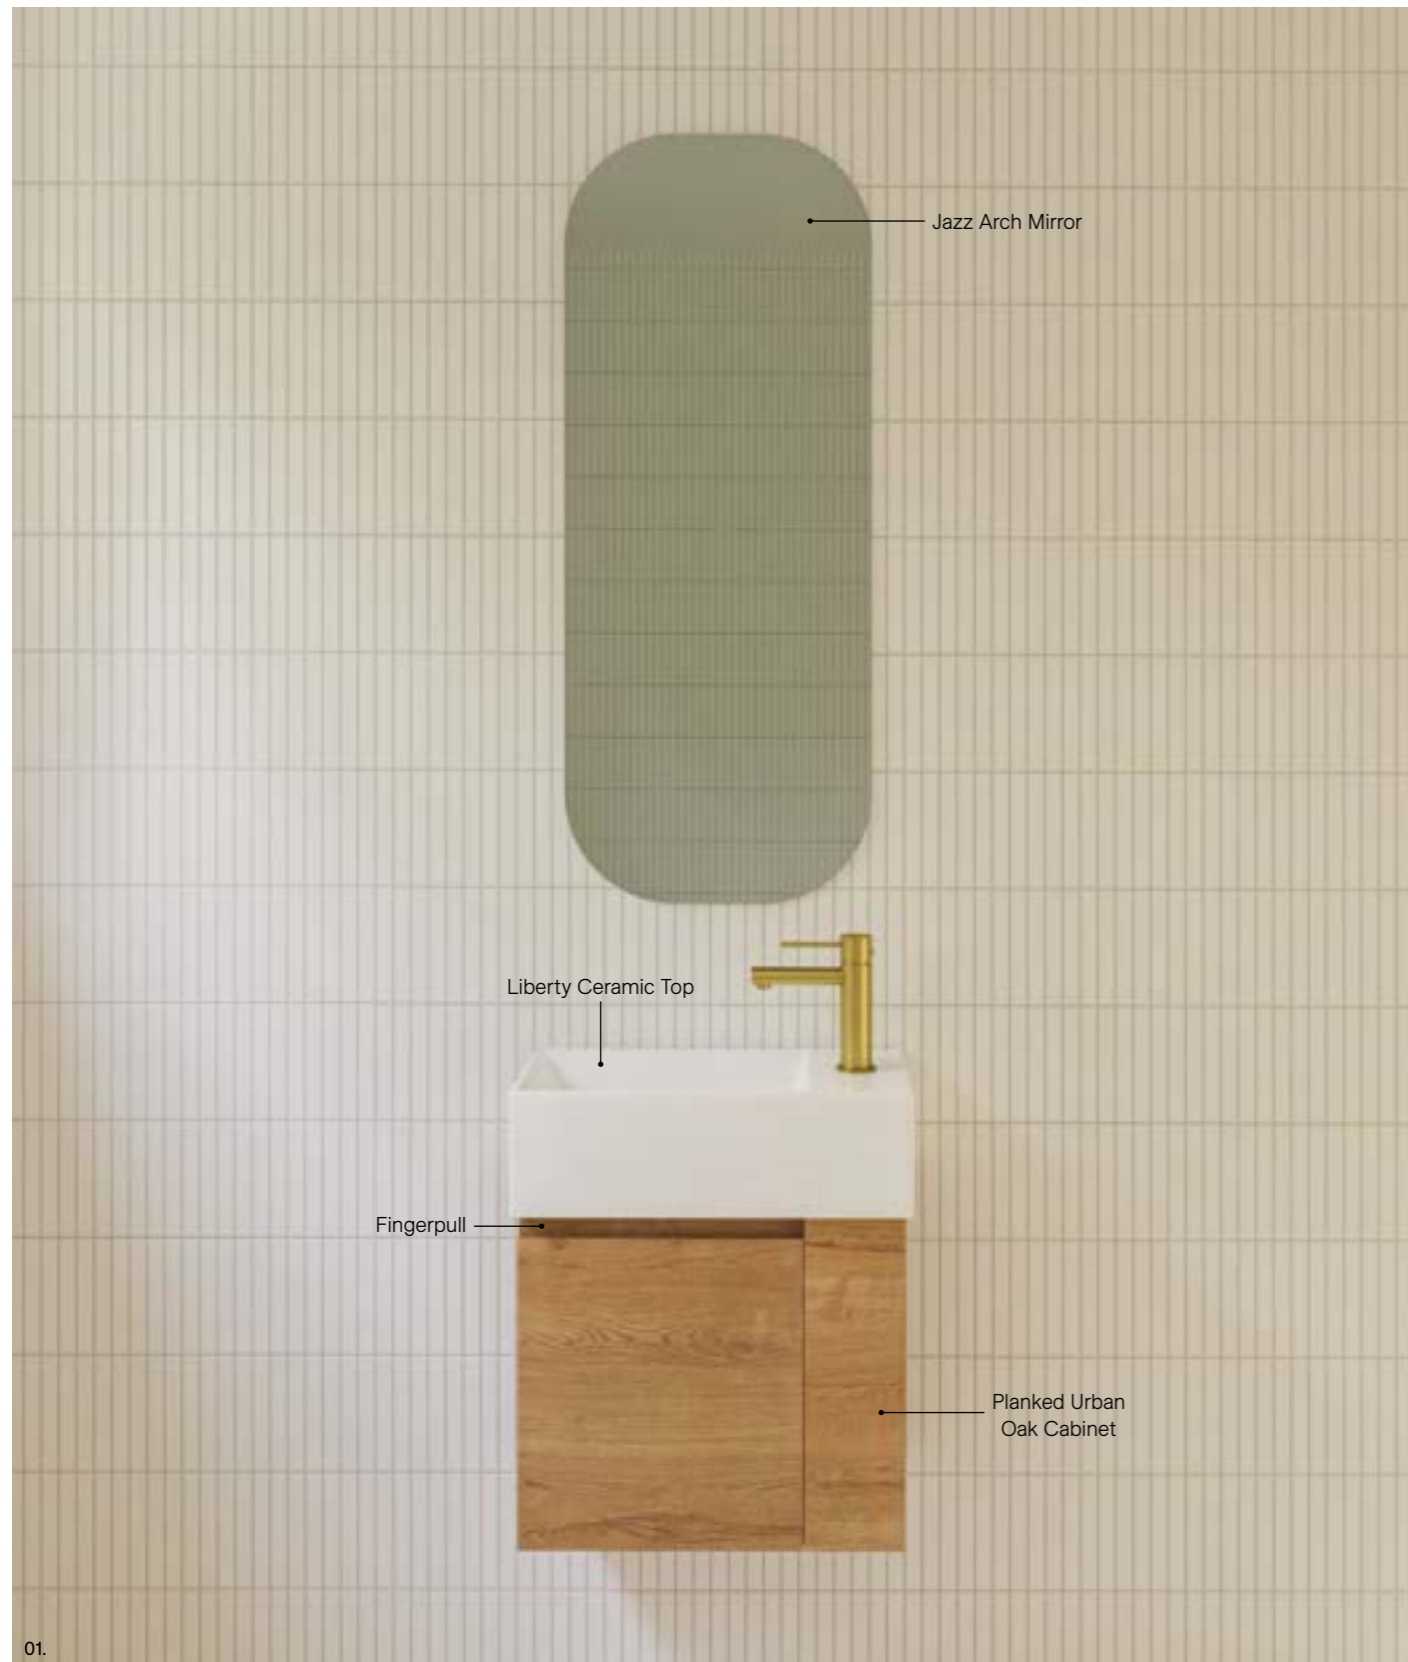 Jazz Arch Mirror
Liberty Ceramic Top
Fingerpull
Planked Urban
Oak Cabinet
01.